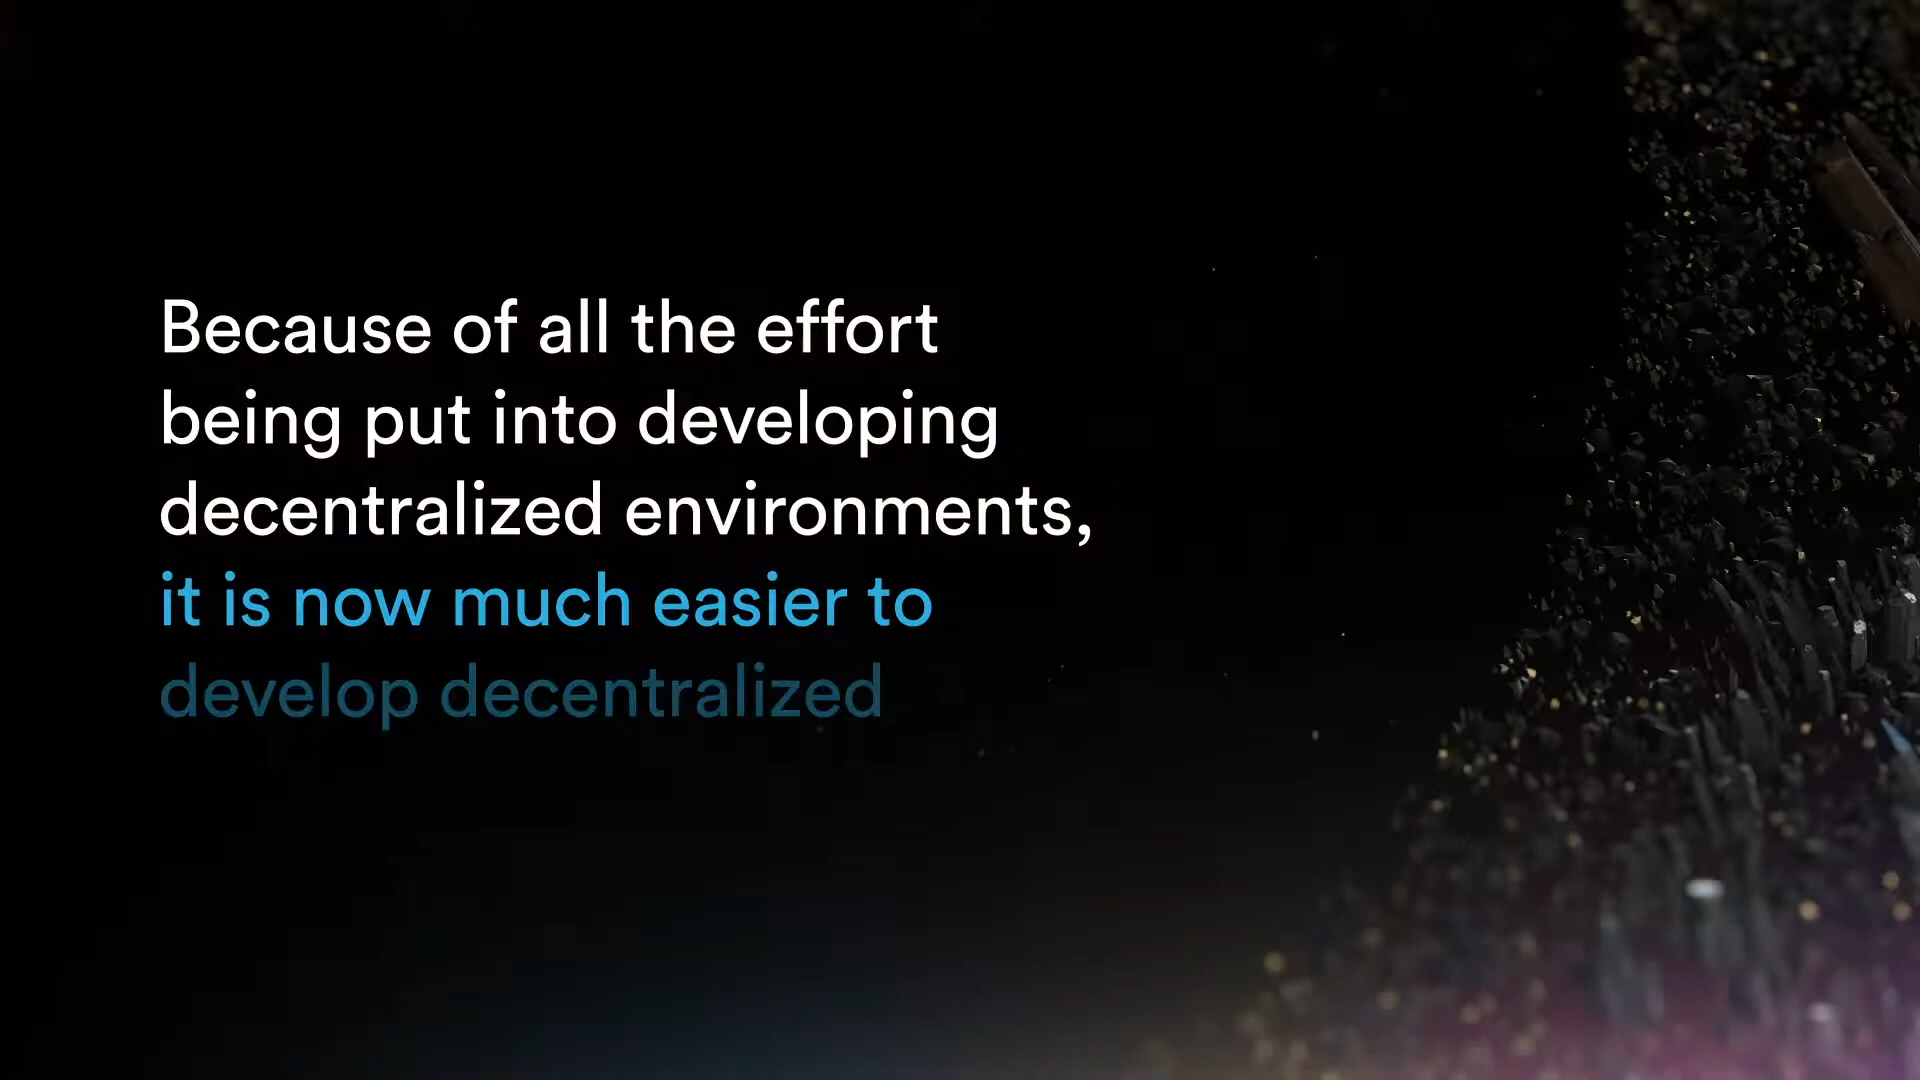 Because of all the effort
being put into developing
decentralized environments,
it is now much easier to
develop decentralized